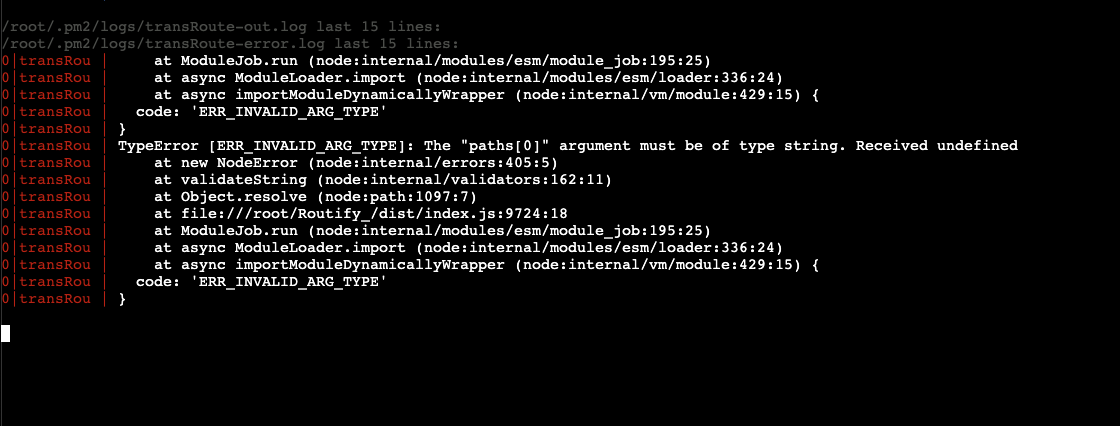 /root/.pm2/logs/transRoute-out.log last 15 lines:
/root/.pm2/logs/transRoute-error.log last 15 lines:
0|transRou |     at ModuleJob.run (node:internal/modules/esm/module_job:195:25)
0|transRou |     at async ModuleLoader.import (node:internal/modules/esm/loader:336:24)
0|transRou |     at async importModuleDynamicallyWrapper (node:internal/vm/module:429:15) {
0|transRou |   code: 'ERR_INVALID_ARG_TYPE'
0|transRou | }
0|transRou | TypeError [ERR_INVALID_ARG_TYPE]: The "paths[0]" argument must be of type string. Received undefined
0|transRou |     at new NodeError (node:internal/errors:405:5)
0|transRou |     at validateString (node:internal/validators:162:11)
0|transRou |     at Object.resolve (node:path:1097:7)
0|transRou |     at file:///root/Routify_/dist/index.js:9724:18
0|transRou |     at ModuleJob.run (node:internal/modules/esm/module_job:195:25)
0|transRou |     at async ModuleLoader.import (node:internal/modules/esm/loader:336:24)
0|transRou |     at async importModuleDynamicallyWrapper (node:internal/vm/module:429:15) {
0|transRou |   code: 'ERR_INVALID_ARG_TYPE'
0|transRou | }